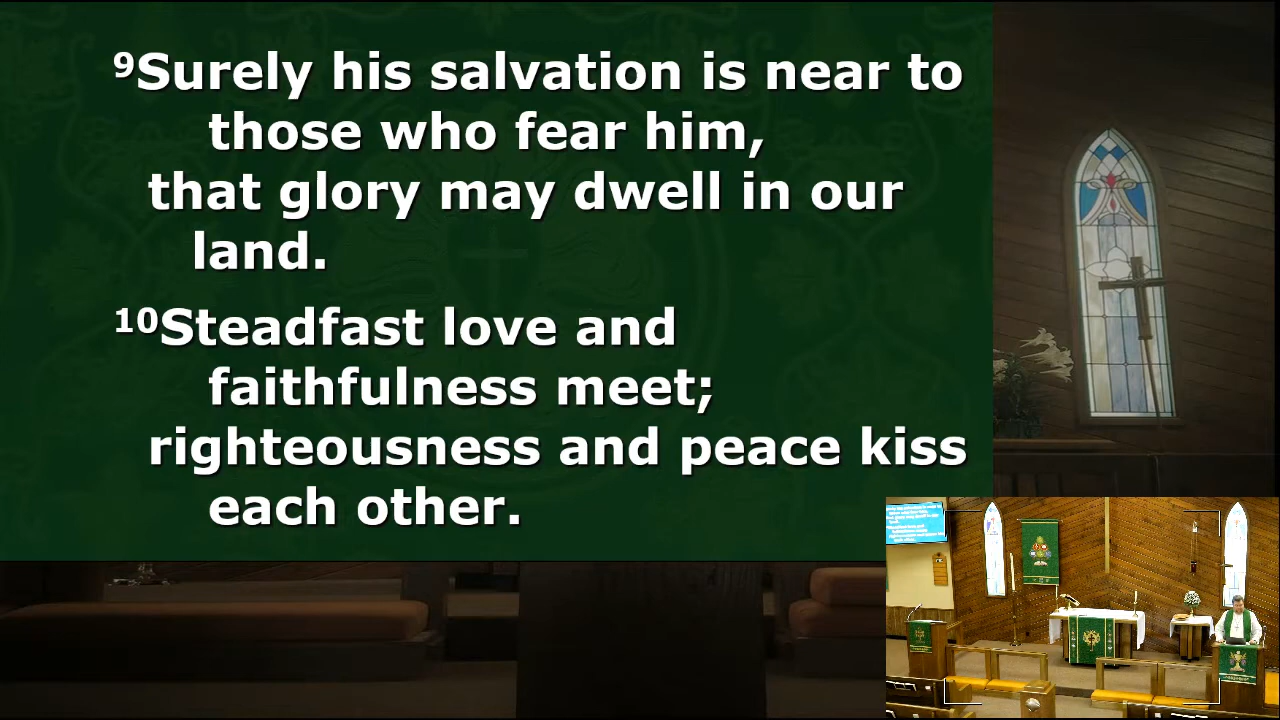 9Surely his salvation is near to
those who fear him,
that glory may dwell in our
land.
10Steadfast love and
faithfulness meet;
righteousness and peace kiss
each other.